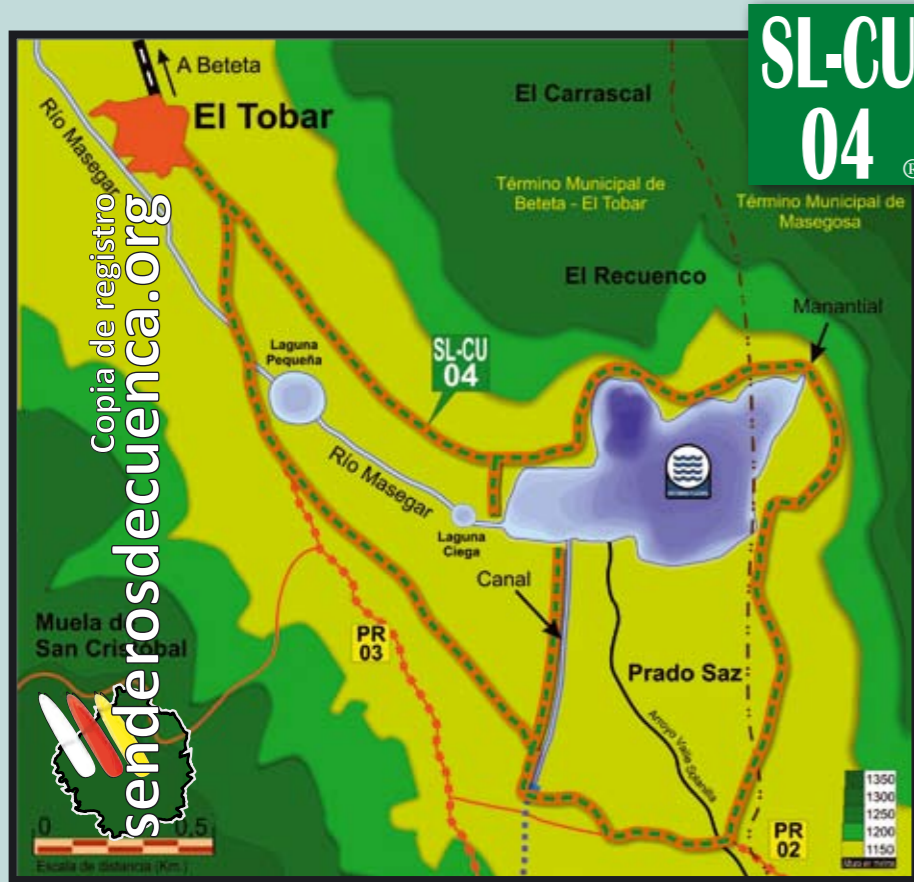 SL-CU
04 ®
A Beteta
El Tobar
El Carrascal
Río Masegar
Término Municipal de
Beteta - El Tobar
Término Municipal de
Masegosa
El Recuenco
Manantial
Laguna
Pequeña
SL-CU
04
Río Masegar
Laguna
Ciega
Canal
Muela de
San Cristobal
PR
03
Prado Saz
Arroyo Valle Solanilla
PR
02
1350
1300
1250
1200
1150
0 0.5
Escala de distancia (Km.)
Copia de registro
senderosdecuenca.org